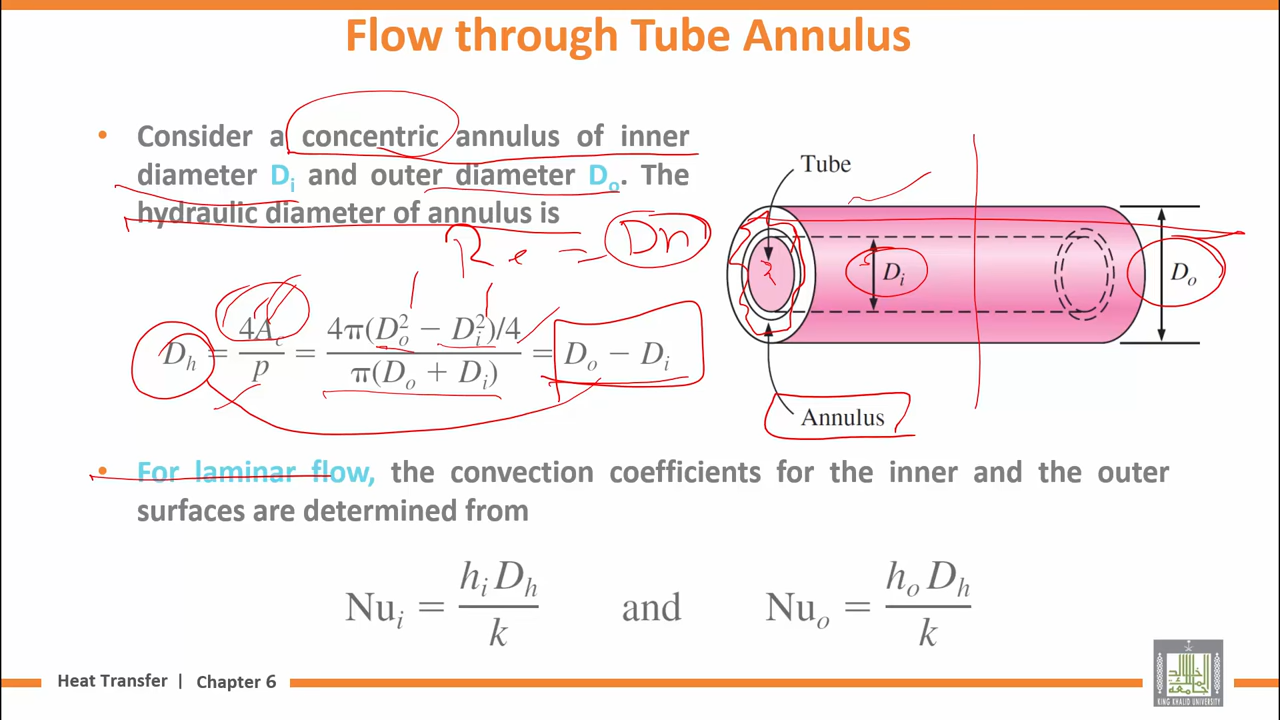 Flow through Tube Annulus
• Consider a concentric annulus of inner
diameter Dᵢ and outer diameter Dₒ. The
hydraulic diameter of annulus is
Re = Dh
Dₕ = 4A_c / p = 4π(Dₒ² − Dᵢ²)/4 / π(Dₒ + Dᵢ) = Dₒ − Dᵢ
Tube
Dᵢ
Dₒ
Annulus
• For laminar flow, the convection coefficients for the inner and the outer
surfaces are determined from
Nuᵢ = hᵢDₕ / k and Nuₒ = hₒDₕ / k
Heat Transfer | Chapter 6
KING KHALID UNIVERSITY